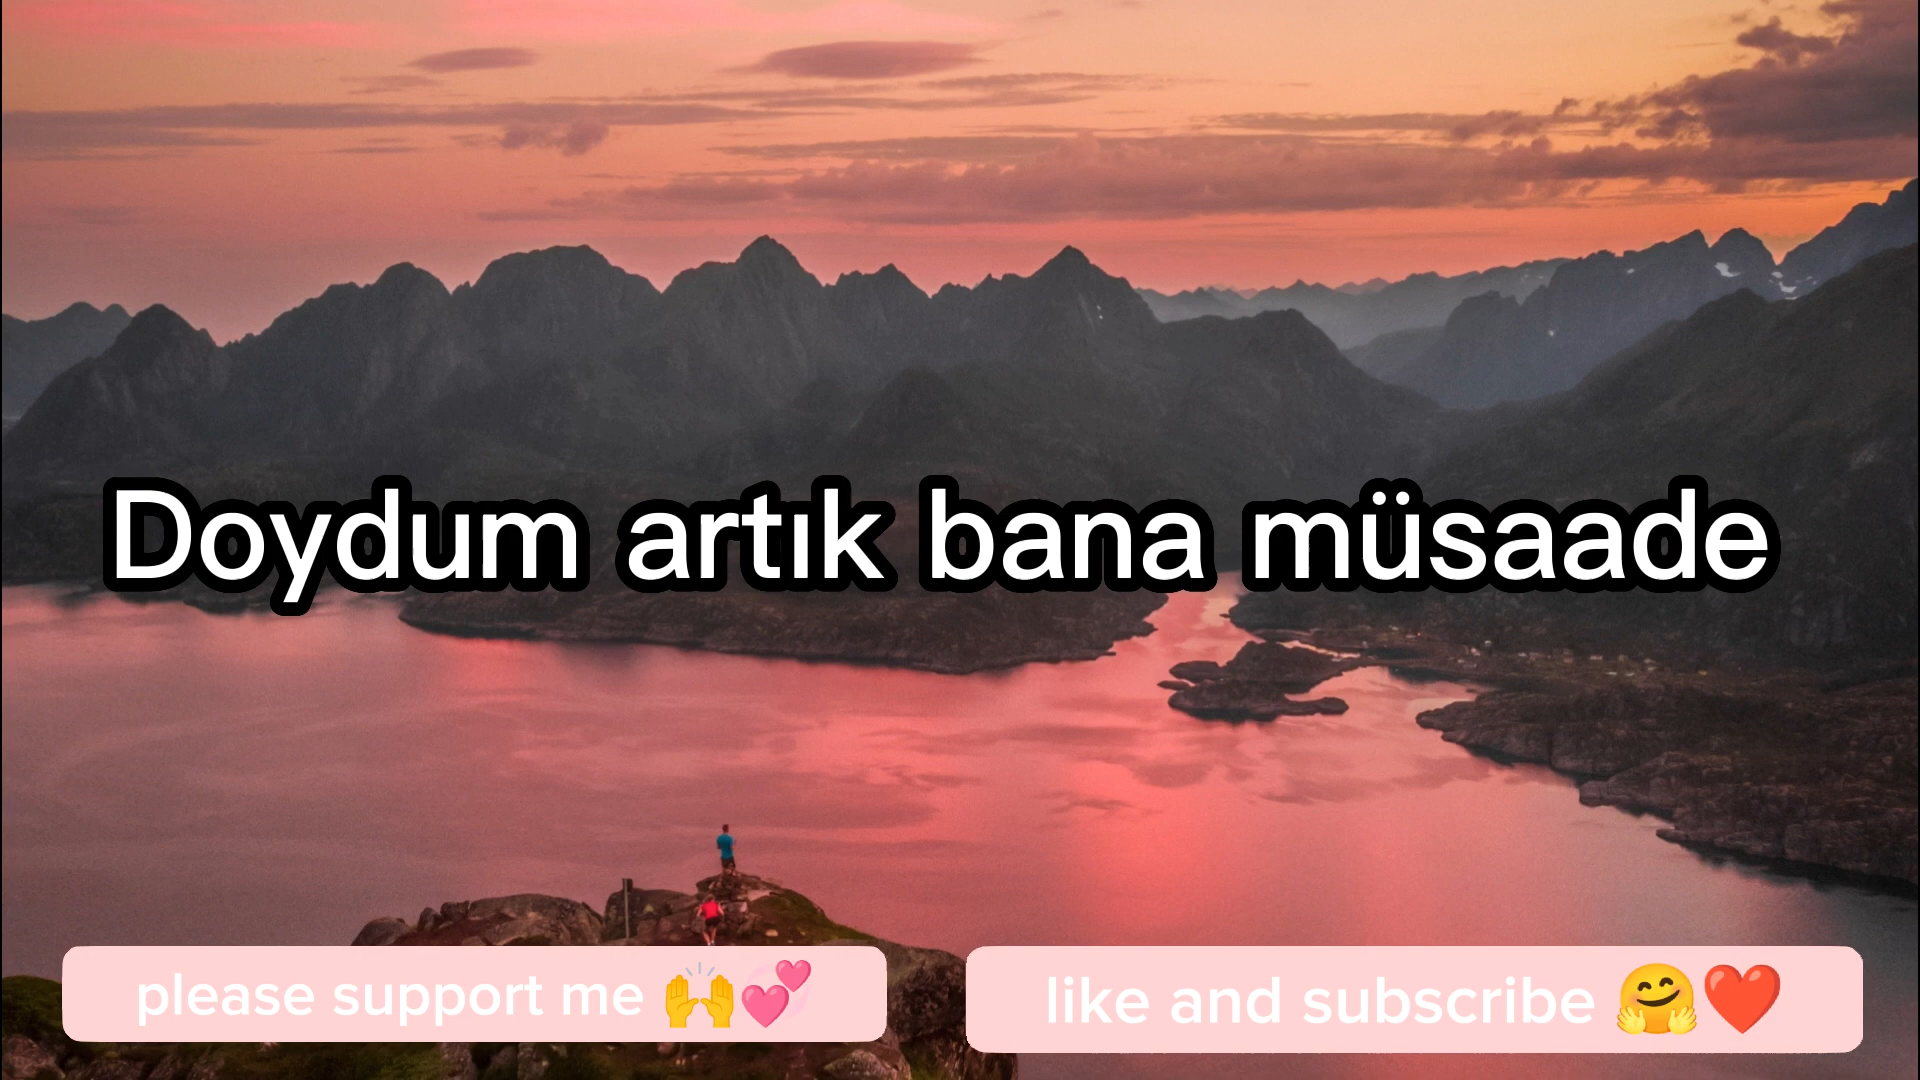 Doydum artık bana müsaade
please support me 🙌💕
like and subscribe 🤗❤️